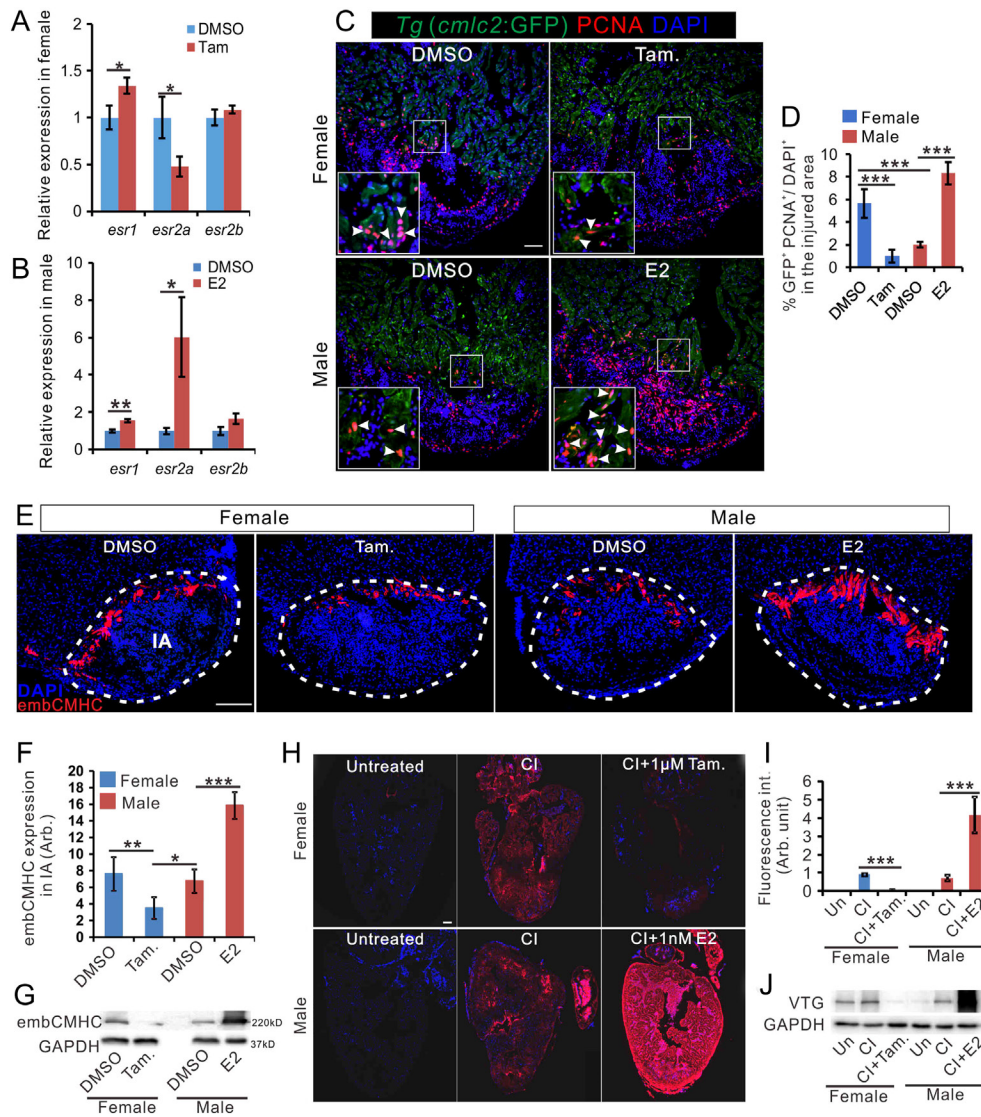 A
DMSO
Tam
Relative expression in female
2
1.5
1
0.5
0
*
*
esr1 esr2a esr2b
B
DMSO
E2
Relative expression in male
10
8
6
4
2
0
**
*
esr1 esr2a esr2b
C
Tg (cmlc2:GFP) PCNA DAPI
DMSO Tam.
Female
DMSO E2
Male
D
Female
Male
% GFP+ PCNA+/ DAPI+
in the injured area
10
8
6
4
2
0
*** *** ***
DMSO Tam DMSO E2
E
Female Male
DMSO Tam. DMSO E2
IA
DAPI
embCMHC
F
Female
Male
embCMHC expression
in IA (Arb.)
20
18
16
14
12
10
8
6
4
2
0
** * ***
DMSO Tam. DMSO E2
G
embCMHC 220kD
GAPDH 37kD
DMSO Tam. DMSO E2
Female Male
H
Untreated CI CI+1µM Tam.
Female
Untreated CI CI+1nM E2
Male
I
Fluorescence int.
(Arb. unit)
6
5
4
3
2
1
0
*** ***
Un CI CI+Tam. Un CI CI+E2
Female Male
J
VTG
GAPDH
Un CI CI+Tam. Un CI CI+E2
Female Male